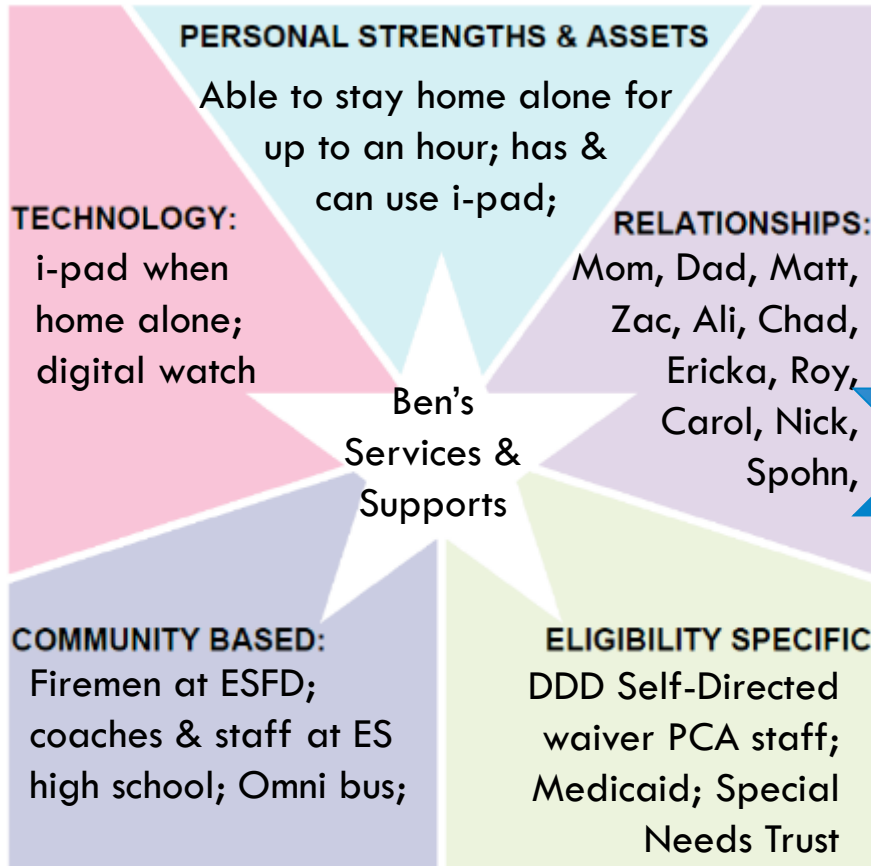 PERSONAL STRENGTHS & ASSETS
Able to stay home alone for
up to an hour; has &
can use i-pad;
TECHNOLOGY:
i-pad when
home alone;
digital watch
RELATIONSHIPS:
Mom, Dad, Matt,
Zac, Ali, Chad,
Ericka, Roy,
Carol, Nick,
Spohn,
Ben's
Services &
Supports
COMMUNITY BASED:
Firemen at ESFD;
coaches & staff at ES
high school; Omni bus;
ELIGIBILITY SPECIFIC
DDD Self-Directed
waiver PCA staff;
Medicaid; Special
Needs Trust